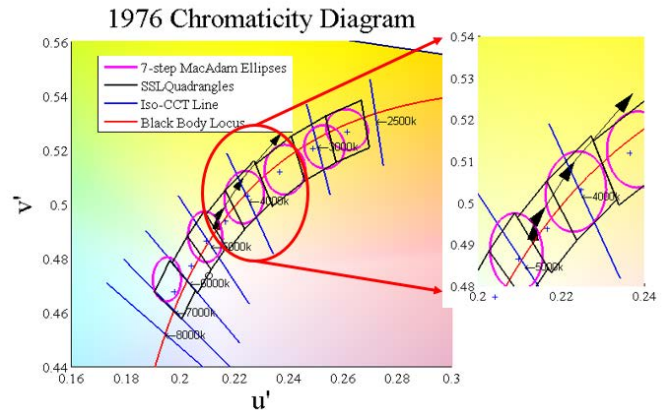 1976 Chromaticity Diagram
0.56
0.54
0.52
0.5
0.48
0.46
0.44
v'
7-step MacAdam Ellipses
SSLQuadrangles
Iso-CCT Line
Black Body Locus
2500k
3000k
4000k
5000k
6000k
7000k
8000k
0.16
0.18
0.2
0.22
0.24
0.26
0.28
0.3
u'
0.54
0.53
0.52
0.51
0.5
0.49
0.48
4000k
5000k
0.2
0.22
0.24